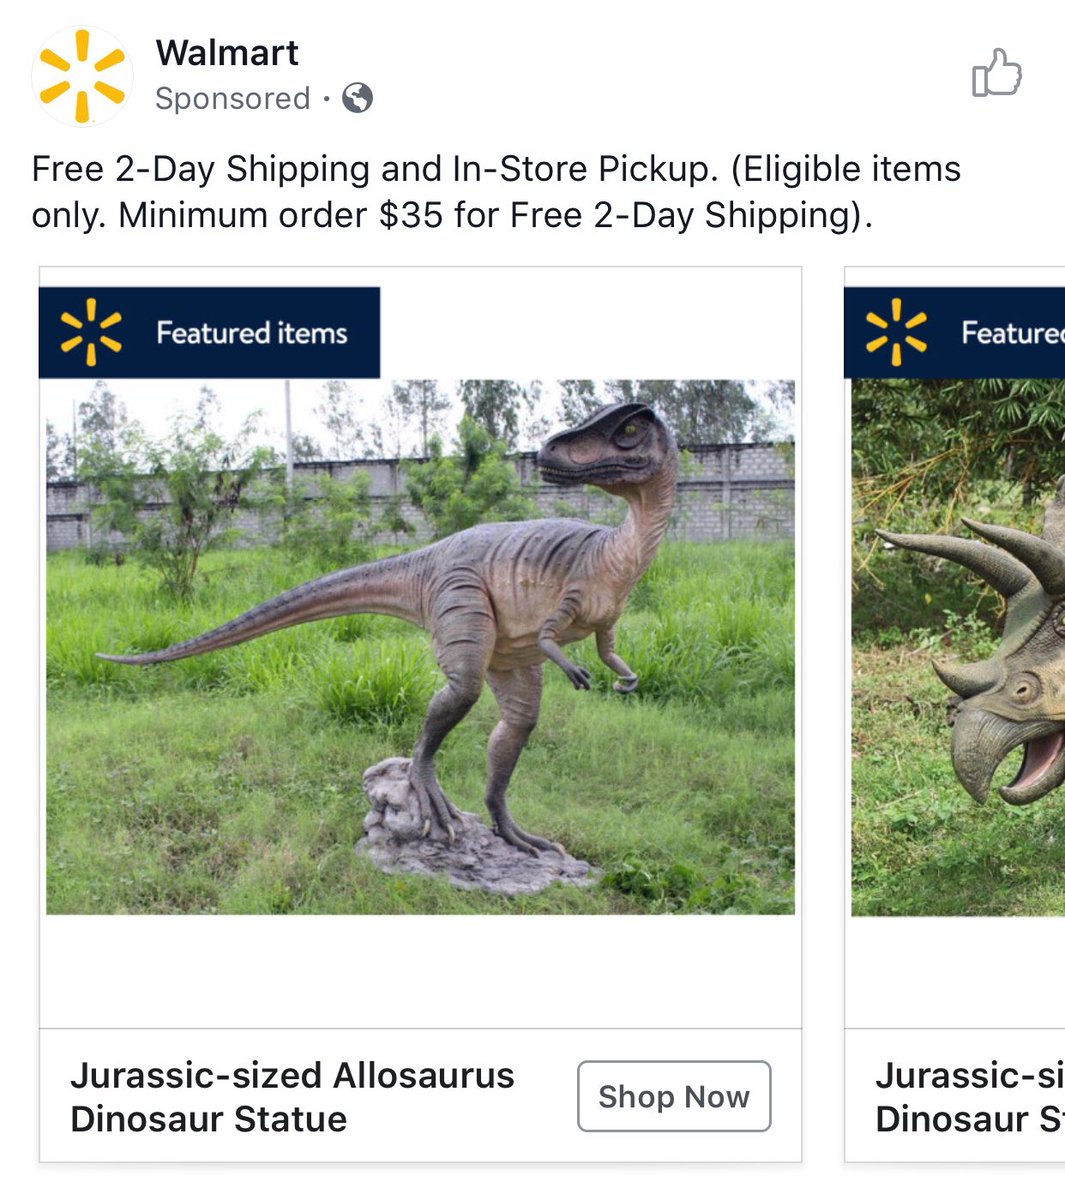 Walmart
Sponsored ·
Free 2-Day Shipping and In-Store Pickup. (Eligible items
only. Minimum order $35 for Free 2-Day Shipping).
Featured items
Jurassic-sized Allosaurus
Dinosaur Statue
Shop Now
Featured
Jurassic-si
Dinosaur S